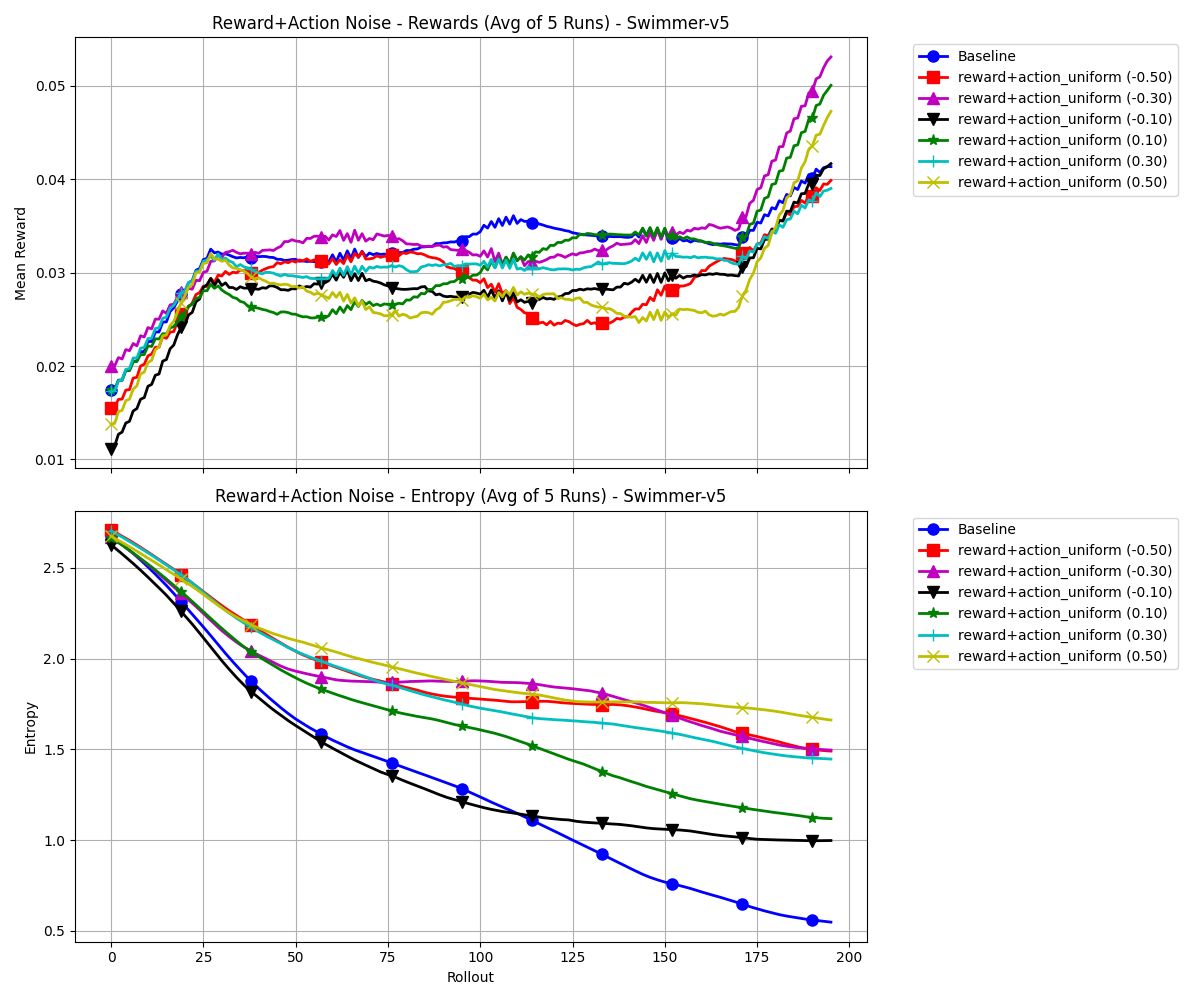 Reward+Action Noise - Rewards (Avg of 5 Runs) - Swimmer-v5
Mean Reward
0.05
0.04
0.03
0.02
0.01
Baseline
reward+action_uniform (-0.50)
reward+action_uniform (-0.30)
reward+action_uniform (-0.10)
reward+action_uniform (0.10)
reward+action_uniform (0.30)
reward+action_uniform (0.50)
Reward+Action Noise - Entropy (Avg of 5 Runs) - Swimmer-v5
Entropy
2.5
2.0
1.5
1.0
0.5
0 25 50 75 100 125 150 175 200
Rollout
Baseline
reward+action_uniform (-0.50)
reward+action_uniform (-0.30)
reward+action_uniform (-0.10)
reward+action_uniform (0.10)
reward+action_uniform (0.30)
reward+action_uniform (0.50)